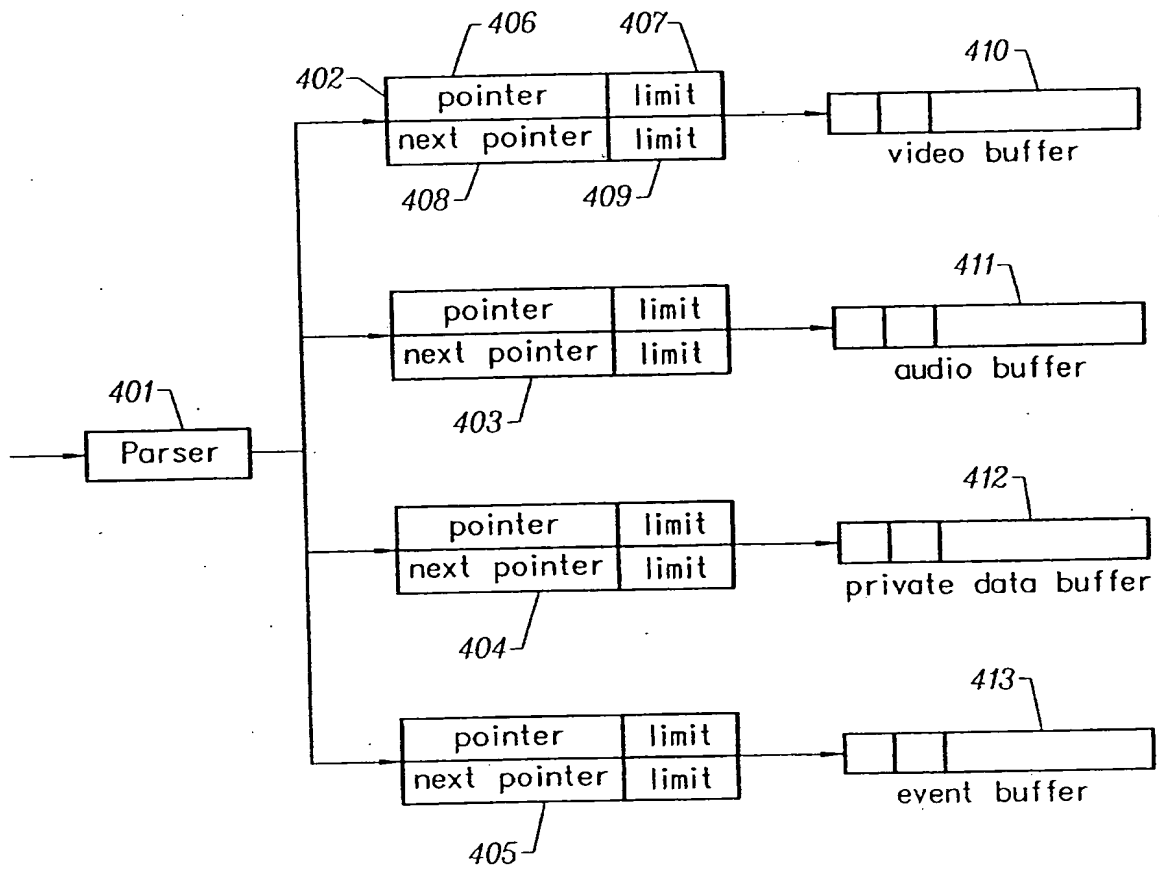 406
407
402
410
pointer limit
next pointer limit
video buffer
408
409
411
pointer limit
next pointer limit
audio buffer
401
403
Parser
412
pointer limit
next pointer limit
private data buffer
404
413
pointer limit
next pointer limit
event buffer
405